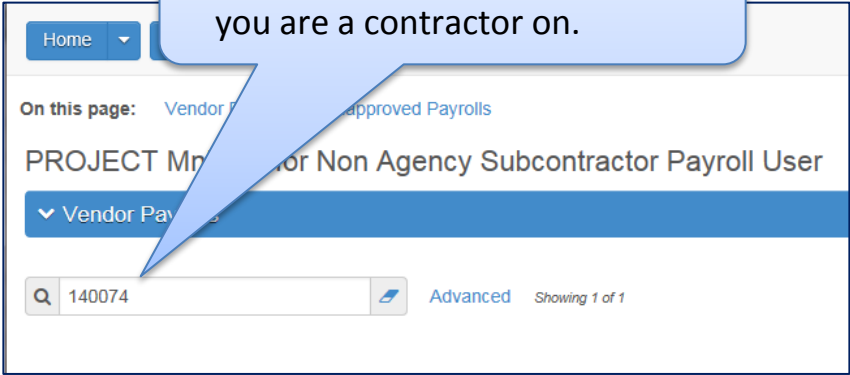 you are a contractor on.
Home
On this page: Vendor approved Payrolls
PROJECT Non Agency Subcontractor Payroll User
Vendor
140074 Advanced Showing 1 of 1